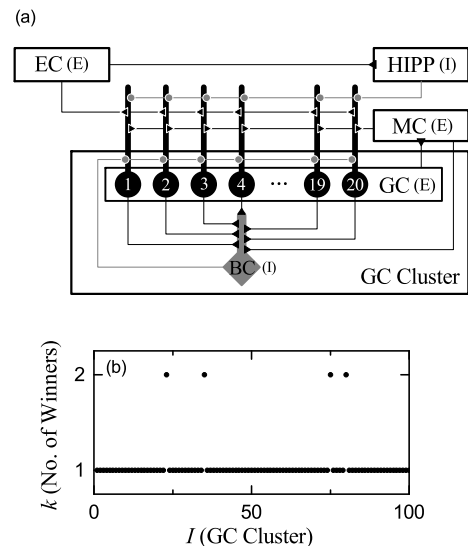 (a)
EC (E)
HIPP (I)
MC (E)
1 2 3 4 ... 19 20 GC (E)
BC (I)
GC Cluster
(b)
k (No. of Winners)
2
1
0 50 100
I (GC Cluster)